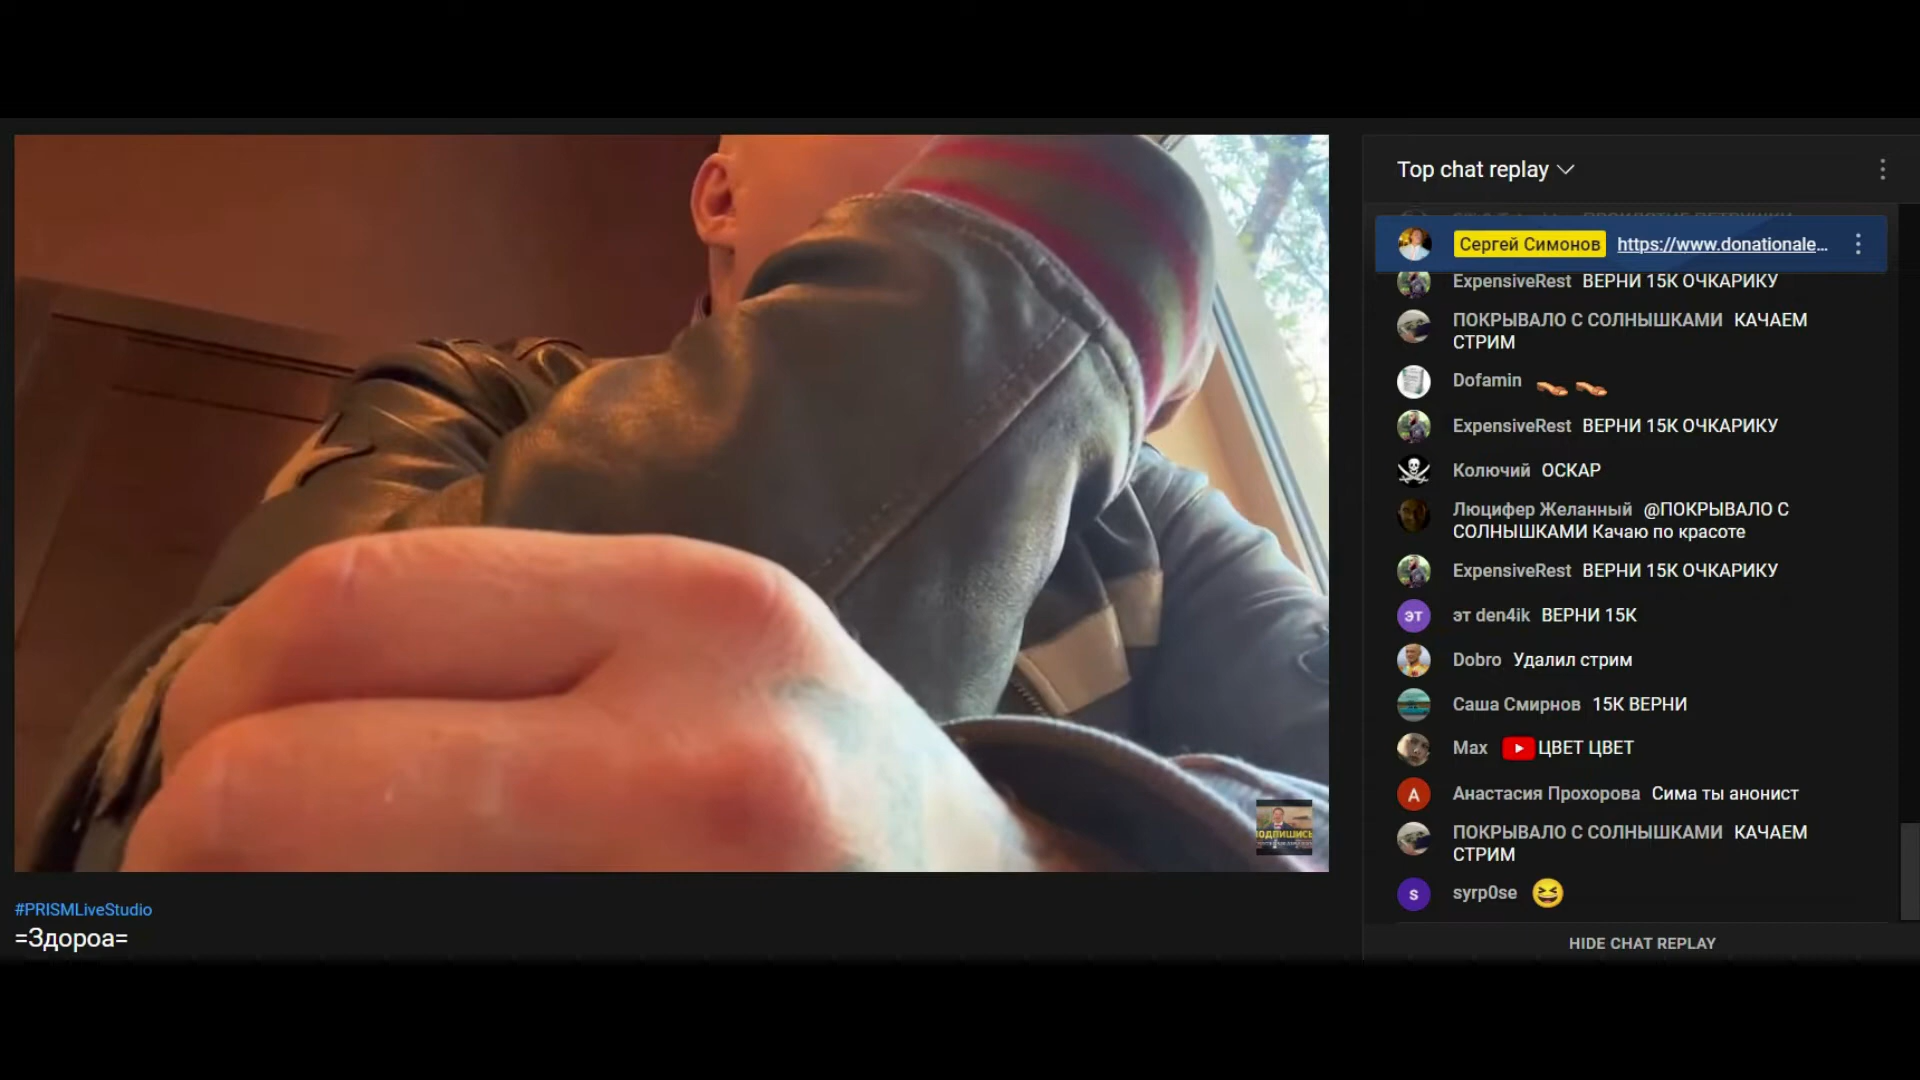 Top chat replay
Сергей Симонов https://www.donationale...
ExpensiveRest ВЕРНИ 15К ОЧКАРИКУ
ПОКРЫВАЛО С СОЛНЫШКАМИ КАЧАЕМ
СТРИМ
Dofamin
ExpensiveRest ВЕРНИ 15К ОЧКАРИКУ
Колючий ОСКАР
Люцифер Желанный @ПОКРЫВАЛО С
СОЛНЫШКАМИ Качаю по красоте
ExpensiveRest ВЕРНИ 15К ОЧКАРИКУ
эт den4ik ВЕРНИ 15К
Dobro Удалил стрим
Саша Смирнов 15К ВЕРНИ
Max ЦВЕТ ЦВЕТ
Анастасия Прохорова Сима ты анонист
ПОКРЫВАЛО С СОЛНЫШКАМИ КАЧАЕМ
СТРИМ
syrp0se
HIDE CHAT REPLAY
ПОДПИШИСЬ
#PRISMLiveStudio
=Здороа=